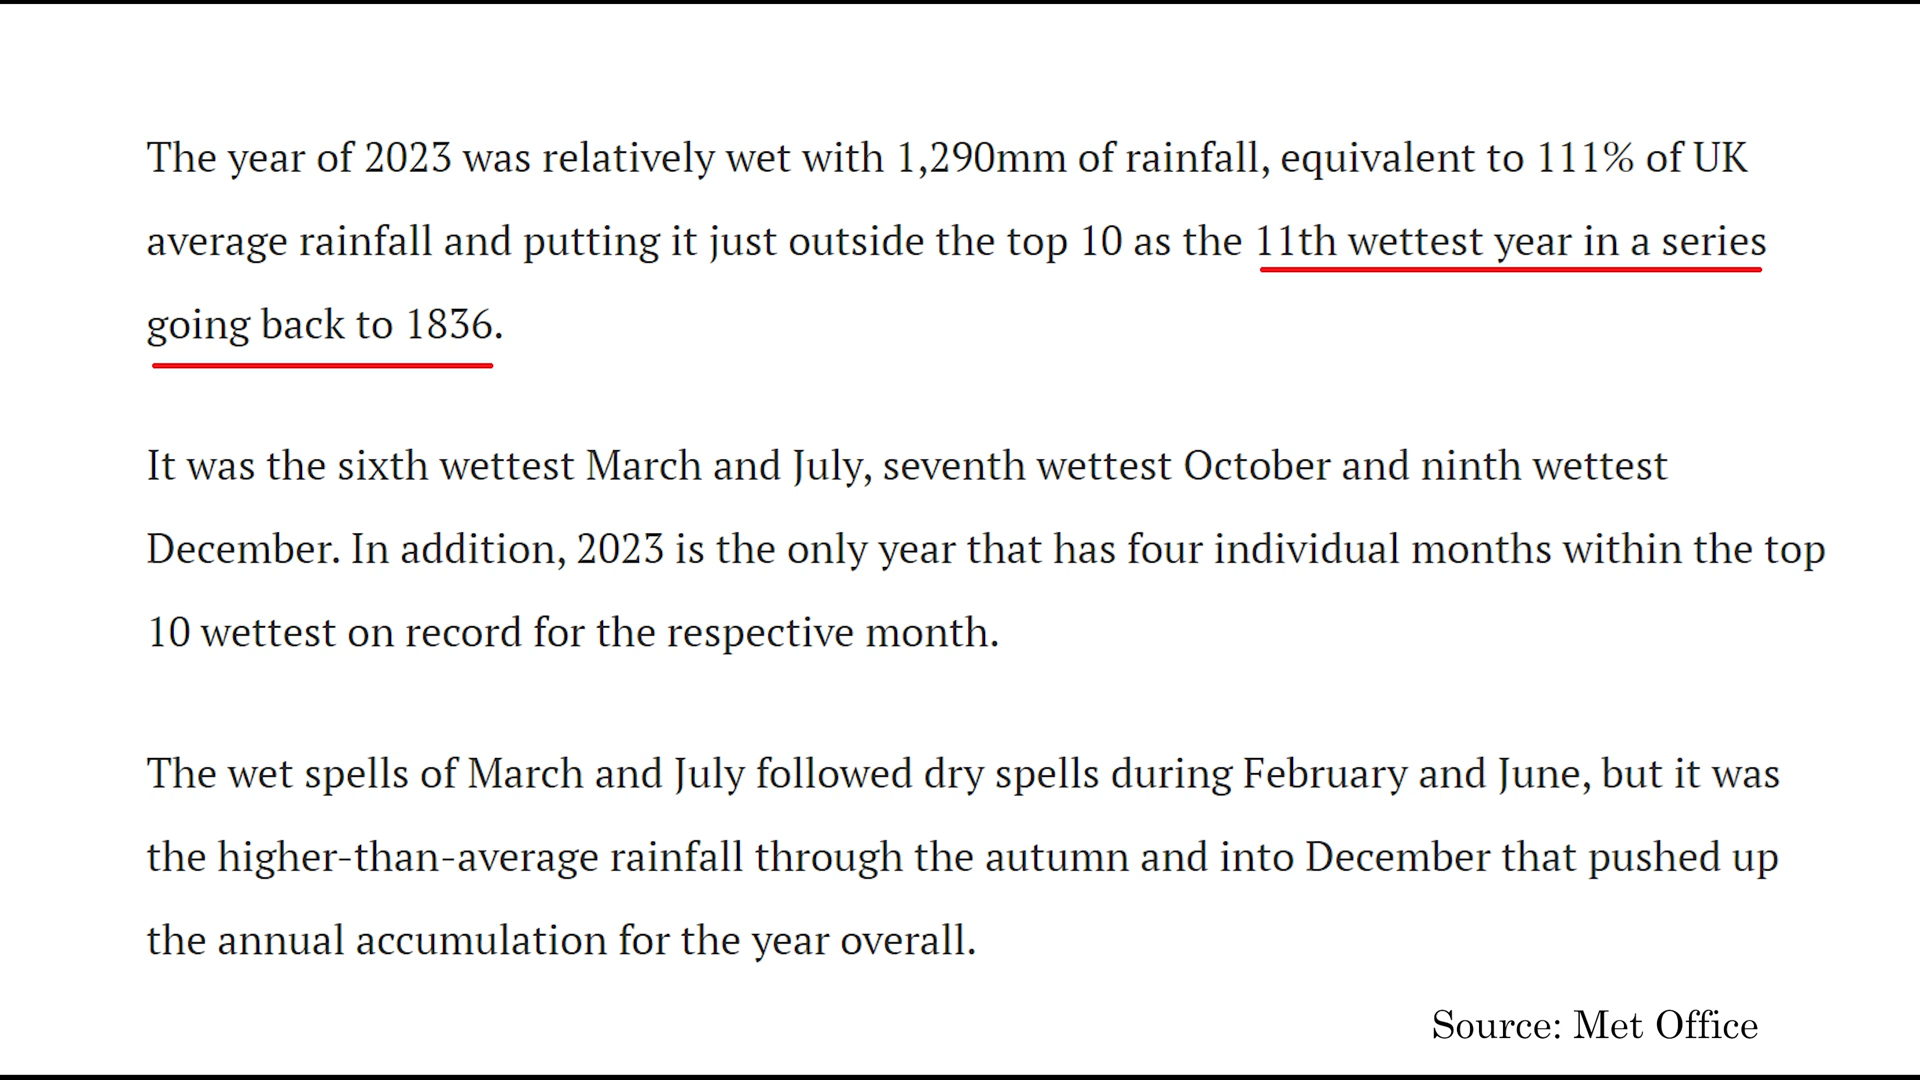 The year of 2023 was relatively wet with 1,290mm of rainfall, equivalent to 111% of UK
average rainfall and putting it just outside the top 10 as the 11th wettest year in a series
going back to 1836.
It was the sixth wettest March and July, seventh wettest October and ninth wettest
December. In addition, 2023 is the only year that has four individual months within the top
10 wettest on record for the respective month.
The wet spells of March and July followed dry spells during February and June, but it was
the higher-than-average rainfall through the autumn and into December that pushed up
the annual accumulation for the year overall.
Source: Met Office